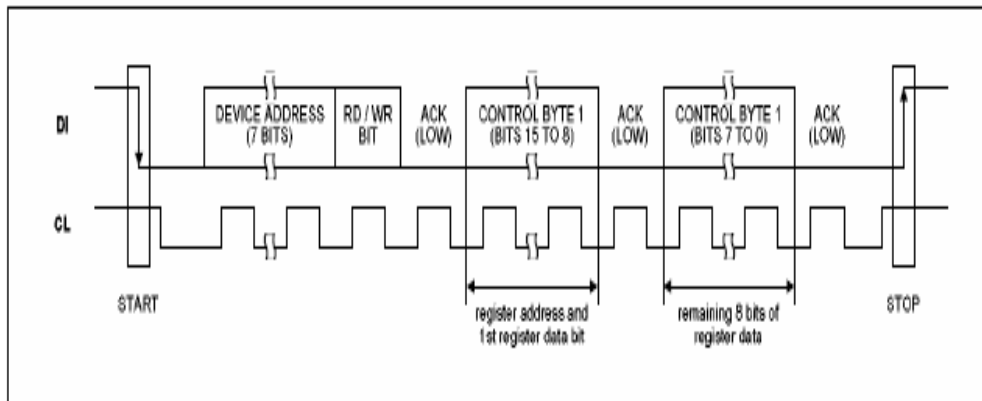 DI
DEVICE ADDRESS
(7 BITS)
RD / WR
BIT
ACK
(LOW)
CONTROL BYTE 1
(BITS 15 TO 8)
ACK
(LOW)
CONTROL BYTE 1
(BITS 7 TO 0)
ACK
(LOW)
CL
START
register address and
1st register data bit
remaining 8 bits of
register data
STOP